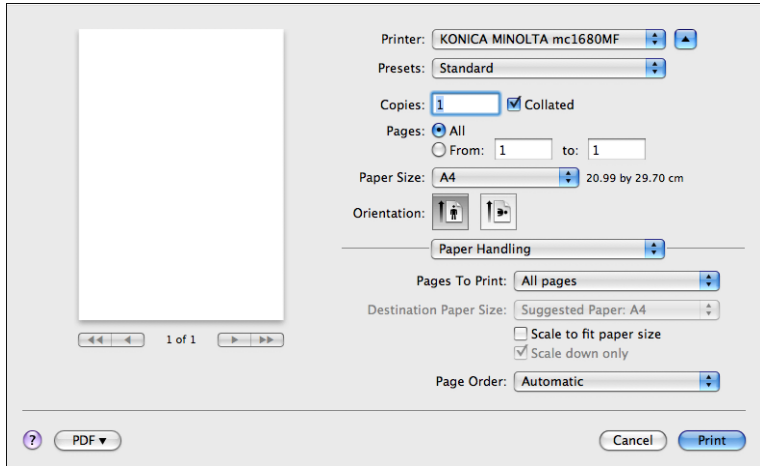 Printer: KONICA MINOLTA mc1680MF
Presets: Standard
Copies: 1 Collated
Pages: All
From: 1 to: 1
Paper Size: A4 20.99 by 29.70 cm
Orientation:
Paper Handling
Pages To Print: All pages
Destination Paper Size: Suggested Paper: A4
Scale to fit paper size
Scale down only
Page Order: Automatic
1 of 1
? PDF ▾ Cancel Print